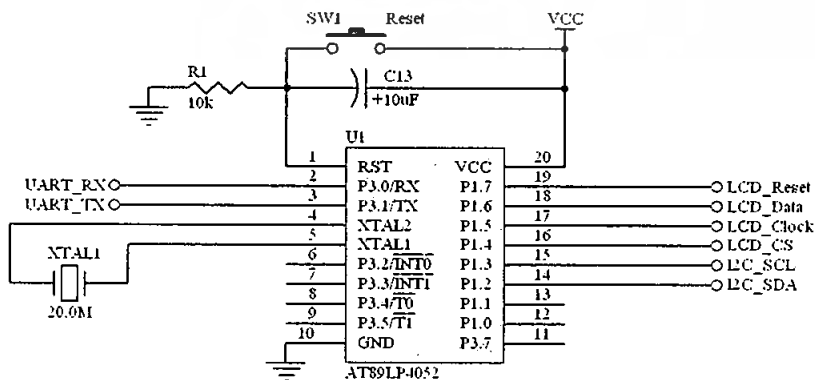 SW1 Reset VCC
R1 C13
10k +10uF
U1
1 RST VCC 20
UART_RX 2 P3.0/RX P1.7 19 LCD_Reset
UART_TX 3 P3.1/TX P1.6 18 LCD_Data
4 XTAL2 P1.5 17 LCD_Clock
5 XTAL1 P1.4 16 LCD_CS
XTAL1 6 P3.2/INT0 P1.3 15 I2C_SCL
7 P3.3/INT1 P1.2 14 I2C_SDA
20.0M 8 P3.4/T0 P1.1 13
9 P3.5/T1 P1.0 12
10 GND P3.7 11
AT89LP4052